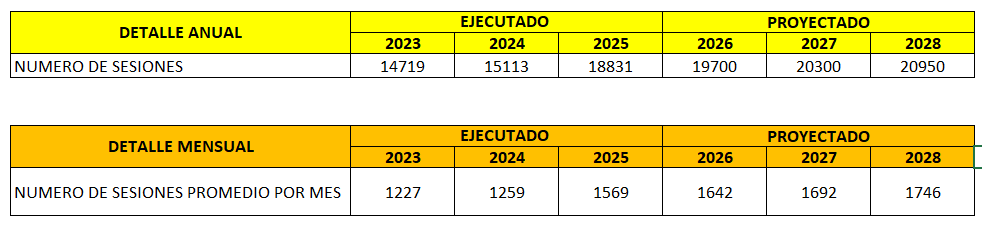 DETALLE ANUAL EJECUTADO PROYECTADO
2023 2024 2025 2026 2027 2028
NUMERO DE SESIONES 14719 15113 18831 19700 20300 20950
DETALLE MENSUAL EJECUTADO PROYECTADO
2023 2024 2025 2026 2027 2028
NUMERO DE SESIONES PROMEDIO POR MES 1227 1259 1569 1642 1692 1746